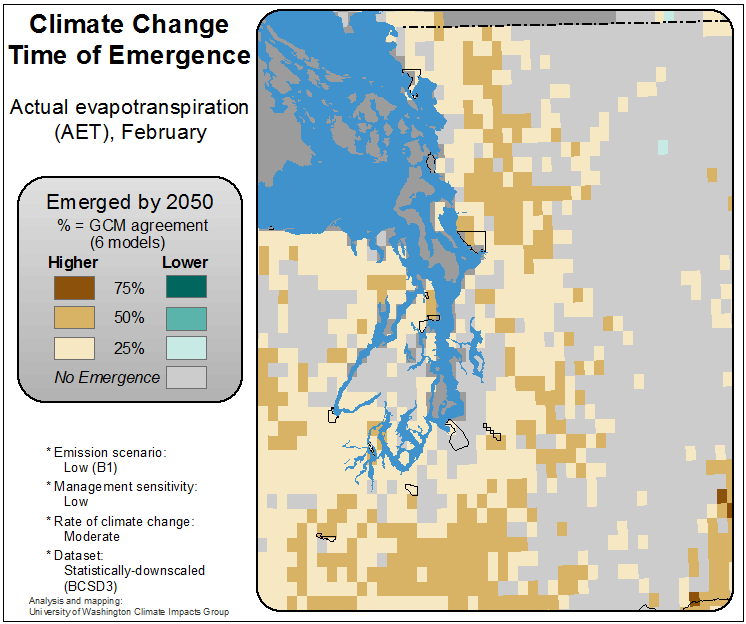 Climate Change
Time of Emergence
Actual evapotranspiration
(AET), February
Emerged by 2050
% = GCM agreement
(6 models)
Higher Lower
75%
50%
25%
No Emergence
* Emission scenario:
Low (B1)
* Management sensitivity:
Low
* Rate of climate change:
Moderate
* Dataset:
Statistically-downscaled
(BCSD3)
Analysis and mapping:
University of Washington Climate Impacts Group